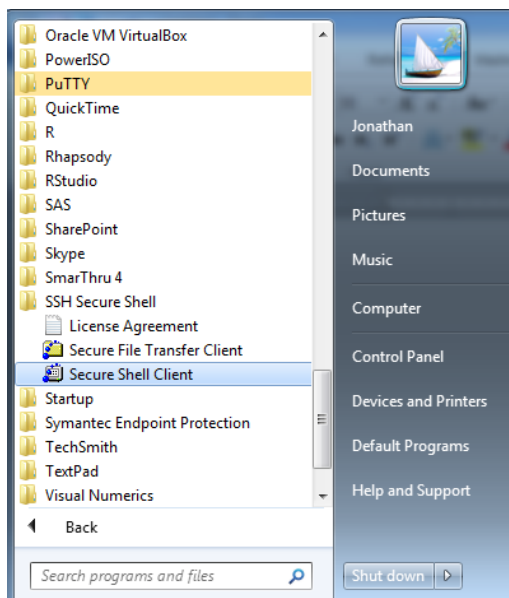 Oracle VM VirtualBox
PowerISO
PuTTY
QuickTime
R
Rhapsody
RStudio
SAS
SharePoint
Skype
SmarThru 4
SSH Secure Shell
License Agreement
Secure File Transfer Client
Secure Shell Client
Startup
Symantec Endpoint Protection
TechSmith
TextPad
Visual Numerics
Back
Search programs and files
Jonathan
Documents
Pictures
Music
Computer
Control Panel
Devices and Printers
Default Programs
Help and Support
Shut down